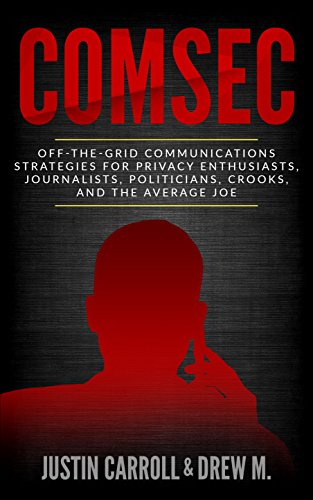 COMSEC
OFF-THE-GRID COMMUNICATIONS
STRATEGIES FOR PRIVACY ENTHUSIASTS,
JOURNALISTS, POLITICIANS, CROOKS,
AND THE AVERAGE JOE
JUSTIN CARROLL & DREW M.